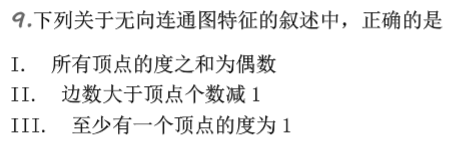 9.下列关于无向连通图特征的叙述中，正确的是
I. 所有顶点的度之和为偶数
II. 边数大于顶点个数减 1
III. 至少有一个顶点的度为 1